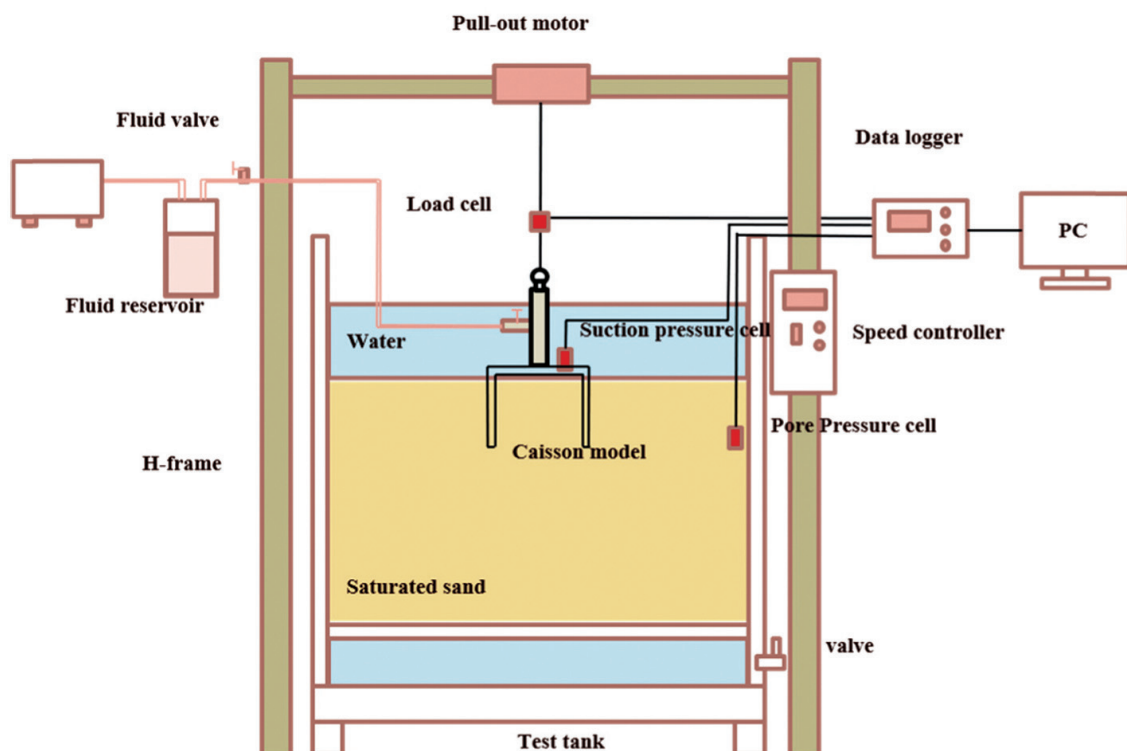 Pull-out motor
Fluid valve
Data logger
Load cell
PC
Fluid reservoir
Water
Suction pressure cell
Speed controller
Pore Pressure cell
Caisson model
H-frame
Saturated sand
valve
Test tank